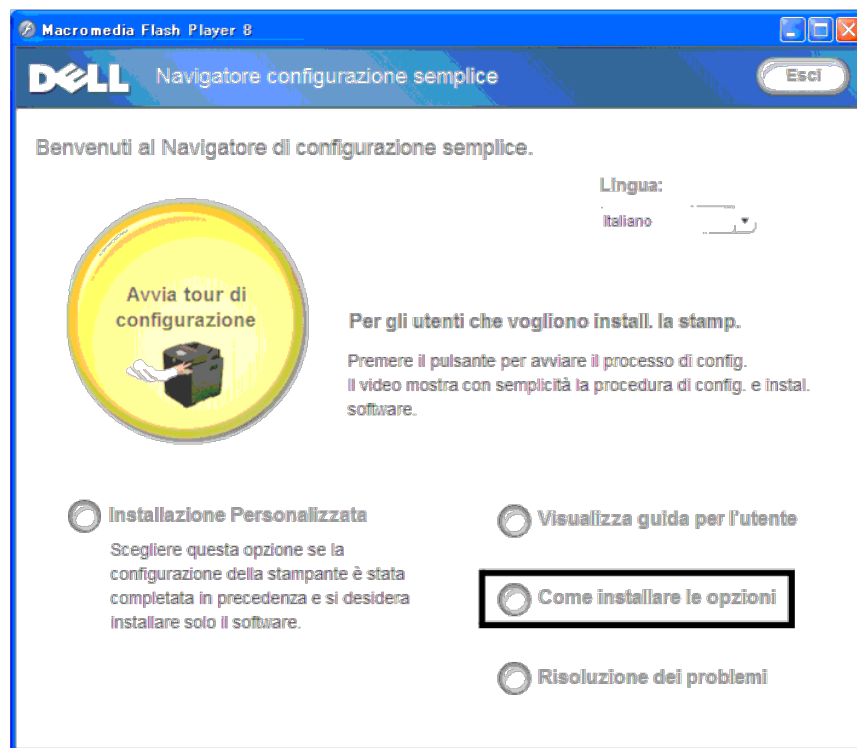 Macromedia Flash Player 8
DELL Navigatore configurazione semplice
Esci
Benvenuti al Navigatore di configurazione semplice.
Lingua:
Italiano
Avvia tour di
configurazione
Per gli utenti che vogliono install. la stamp.
Premere il pulsante per avviare il processo di config.
Il video mostra con semplicità la procedura di config. e instal.
software.
Installazione Personalizzata
Scegliere questa opzione se la
configurazione della stampante è stata
completata in precedenza e si desidera
installare solo il software.
Visualizza guida per l'utente
Come installare le opzioni
Risoluzione dei problemi